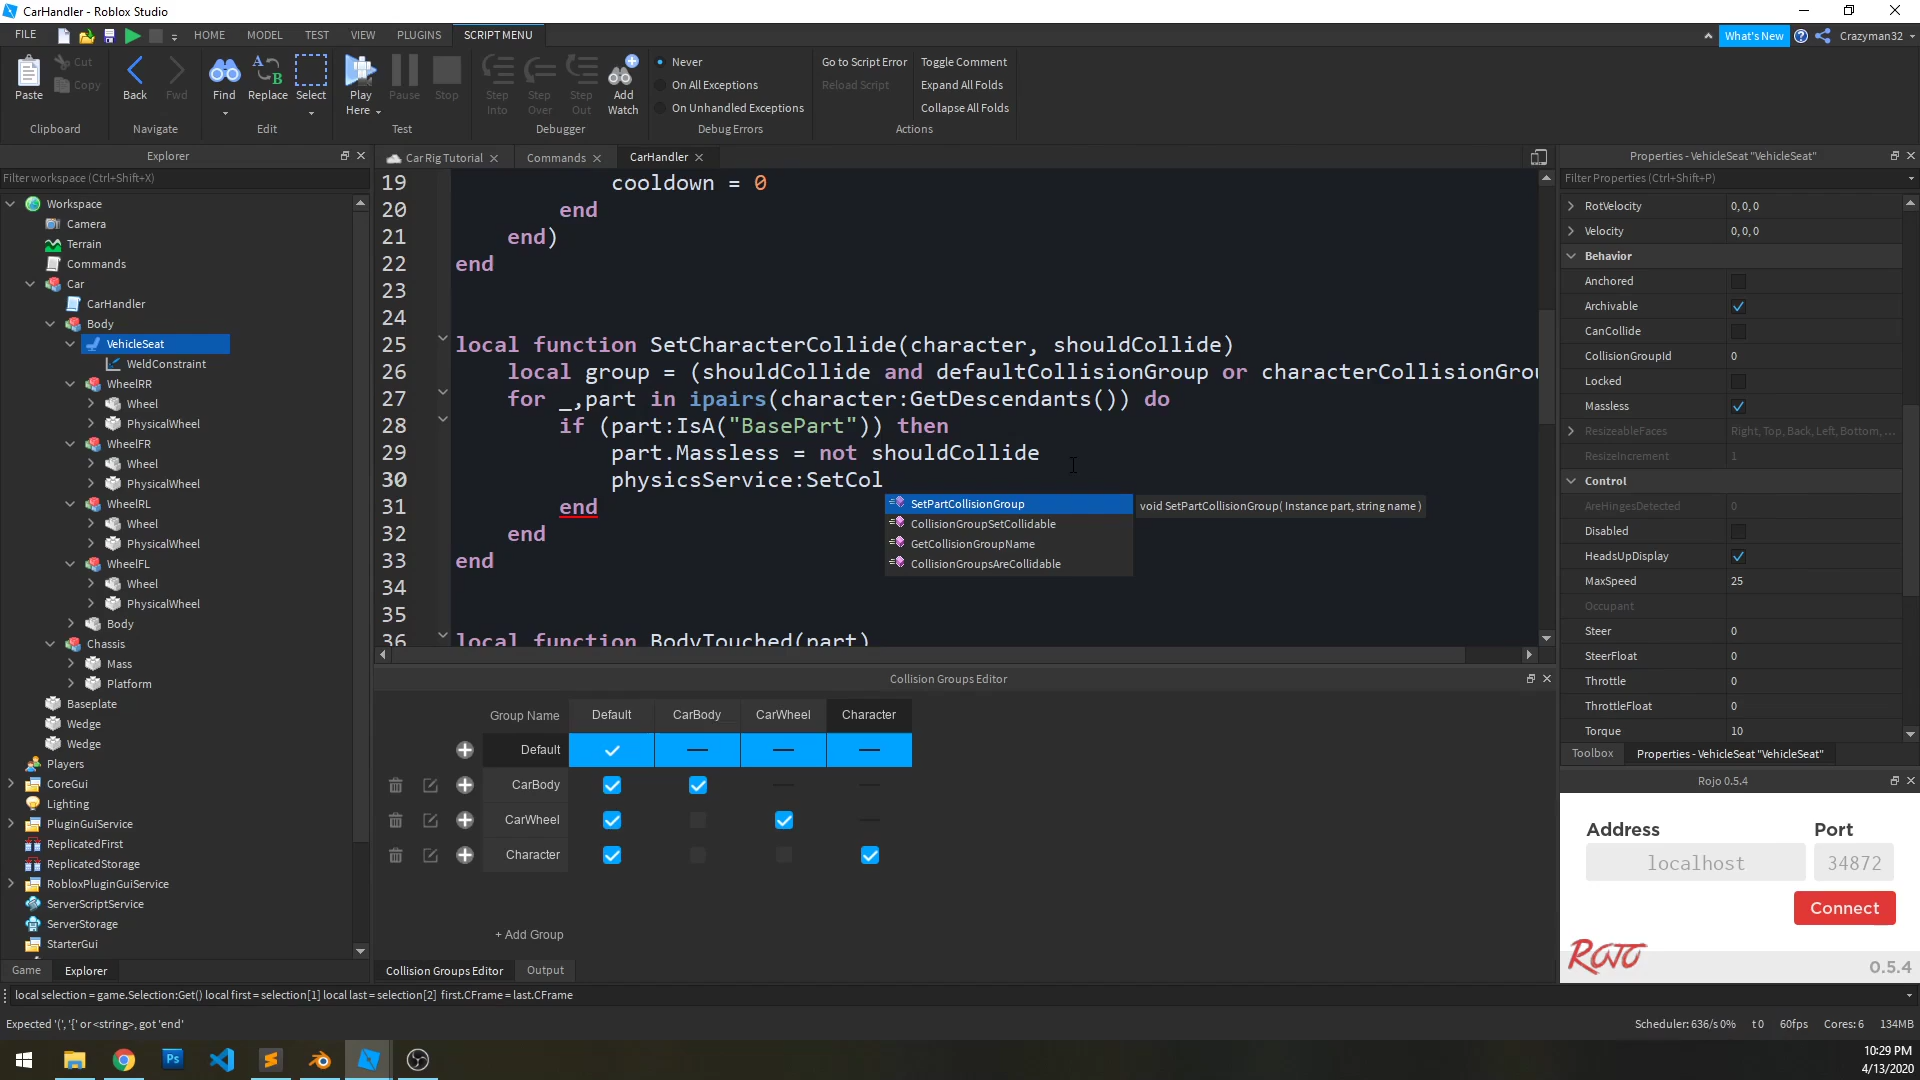 CarHandler - Roblox Studio
FILE HOME MODEL TEST VIEW PLUGINS SCRIPT MENU What's New Crazyman32
Paste Cut Copy Back Fwd Find Replace Select Play Here Pause Stop Step Into Step Over Step Out Add Watch
Never
On All Exceptions
On Unhandled Exceptions
Go to Script Error
Reload Script
Toggle Comment
Expand All Folds
Collapse All Folds
Clipboard Navigate Edit Test Debugger Debug Errors Actions
Explorer
Filter workspace (Ctrl+Shift+X)
Workspace
Camera
Terrain
Commands
Car
CarHandler
Body
VehicleSeat
WeldConstraint
WheelRR
Wheel
PhysicalWheel
WheelFR
Wheel
PhysicalWheel
WheelRL
Wheel
PhysicalWheel
WheelFL
Wheel
PhysicalWheel
Body
Chassis
Mass
Platform
Baseplate
Wedge
Wedge
Players
CoreGui
Lighting
PluginGuiService
ReplicatedFirst
ReplicatedStorage
RobloxPluginGuiService
ServerScriptService
ServerStorage
StarterGui
Game Explorer
Car Rig Tutorial Commands CarHandler
19 cooldown = 0
20 end
21 end)
22 end
23
24
25 local function SetCharacterCollide(character, shouldCollide)
26 local group = (shouldCollide and defaultCollisionGroup or characterCollisionGrou
27 for _,part in ipairs(character:GetDescendants()) do
28 if (part:IsA("BasePart")) then
29 part.Massless = not shouldCollide
30 physicsService:SetCol
31 end
32 end
33 end
34
35
36 local function BodyTouched(part)
SetPartCollisionGroup void SetPartCollisionGroup( Instance part, string name )
CollisionGroupSetCollidable
GetCollisionGroupName
CollisionGroupsAreCollidable
Collision Groups Editor
Group Name Default CarBody CarWheel Character
Default
CarBody
CarWheel
Character
+ Add Group
Collision Groups Editor Output
Properties - VehicleSeat "VehicleSeat"
Filter Properties (Ctrl+Shift+P)
RotVelocity 0, 0, 0
Velocity 0, 0, 0
Behavior
Anchored
Archivable
CanCollide
CollisionGroupId 0
Locked
Massless
ResizeableFaces Right, Top, Back, Left, Bottom, ...
ResizeIncrement 1
Control
AreHingesDetected 0
Disabled
HeadsUpDisplay
MaxSpeed 25
Occupant
Steer 0
SteerFloat 0
Throttle 0
ThrottleFloat 0
Torque 10
Toolbox Properties - VehicleSeat "VehicleSeat"
Rojo 0.5.4
Address Port
localhost 34872
Connect
ROJO 0.5.4
local selection = game.Selection:Get() local first = selection[1] local last = selection[2] first.CFrame = last.CFrame
Expected '(', '{' or <string>, got 'end' Scheduler: 636/s 0% t 0 60fps Cores: 6 134MB
Ps
10:29 PM
4/13/2020